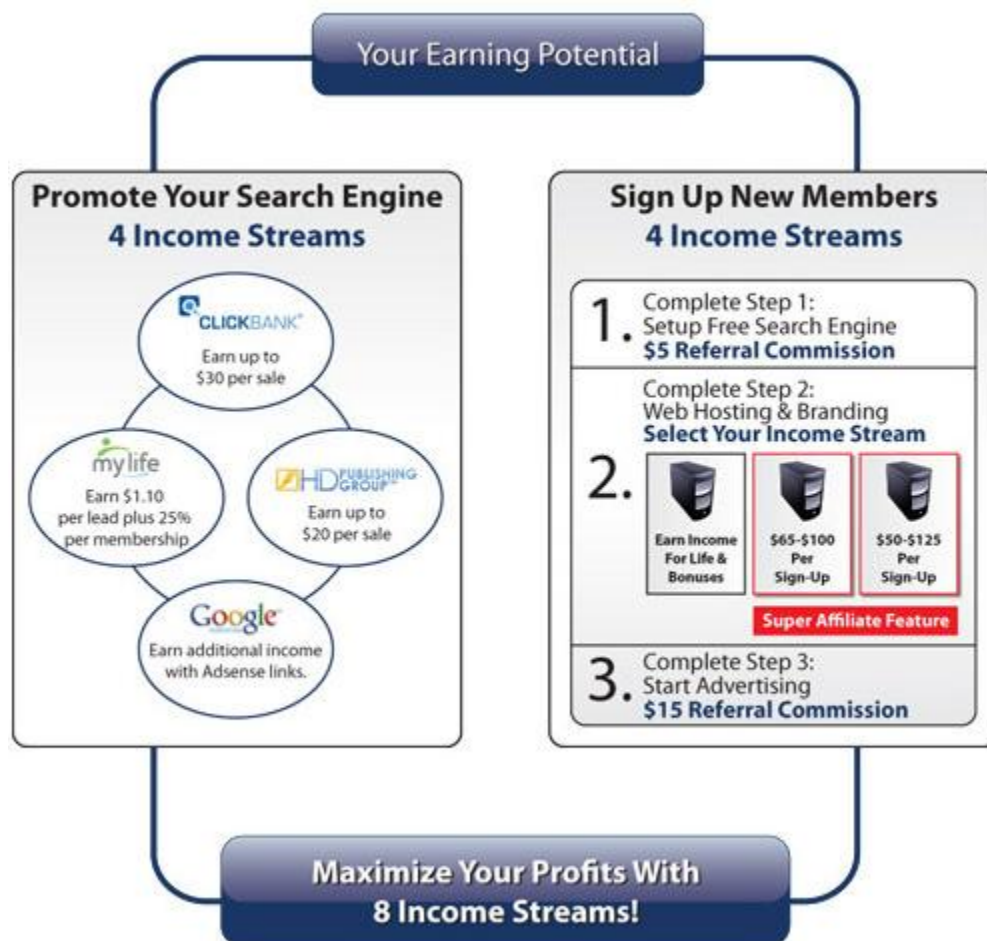 Your Earning Potential
Promote Your Search Engine
4 Income Streams
CLICKBANK®
Earn up to
$30 per sale
mylife
Earn $1.10
per lead plus 25%
per membership
HD PUBLISHING
GROUP
Earn up to
$20 per sale
Google
Earn additional income
with Adsense links.
Sign Up New Members
4 Income Streams
1.
Complete Step 1:
Setup Free Search Engine
$5 Referral Commission
2.
Complete Step 2:
Web Hosting & Branding
Select Your Income Stream
Earn Income
For Life &
Bonuses
$65-$100
Per
Sign-Up
$50-$125
Per
Sign-Up
Super Affiliate Feature
3.
Complete Step 3:
Start Advertising
$15 Referral Commission
Maximize Your Profits With
8 Income Streams!